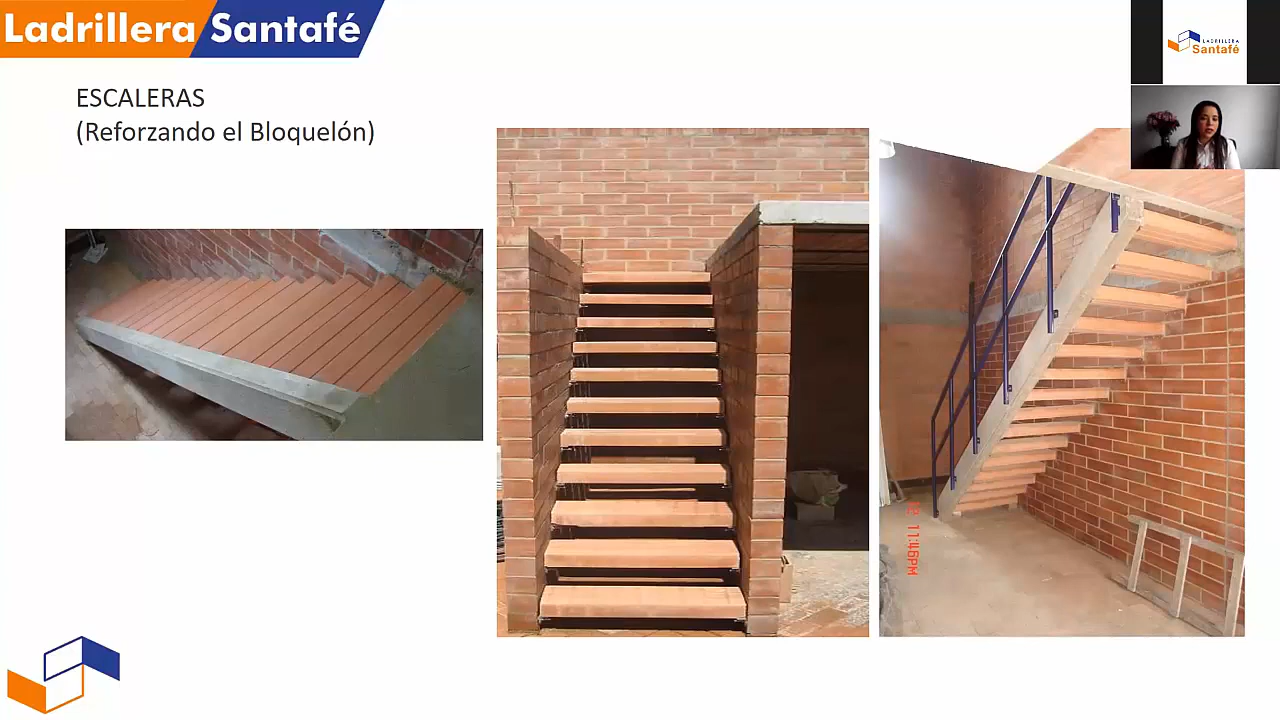 Ladrillera Santafé
LADRILLERA
Santafé
ESCALERAS
(Reforzando el Bloquelón)
11:46PM